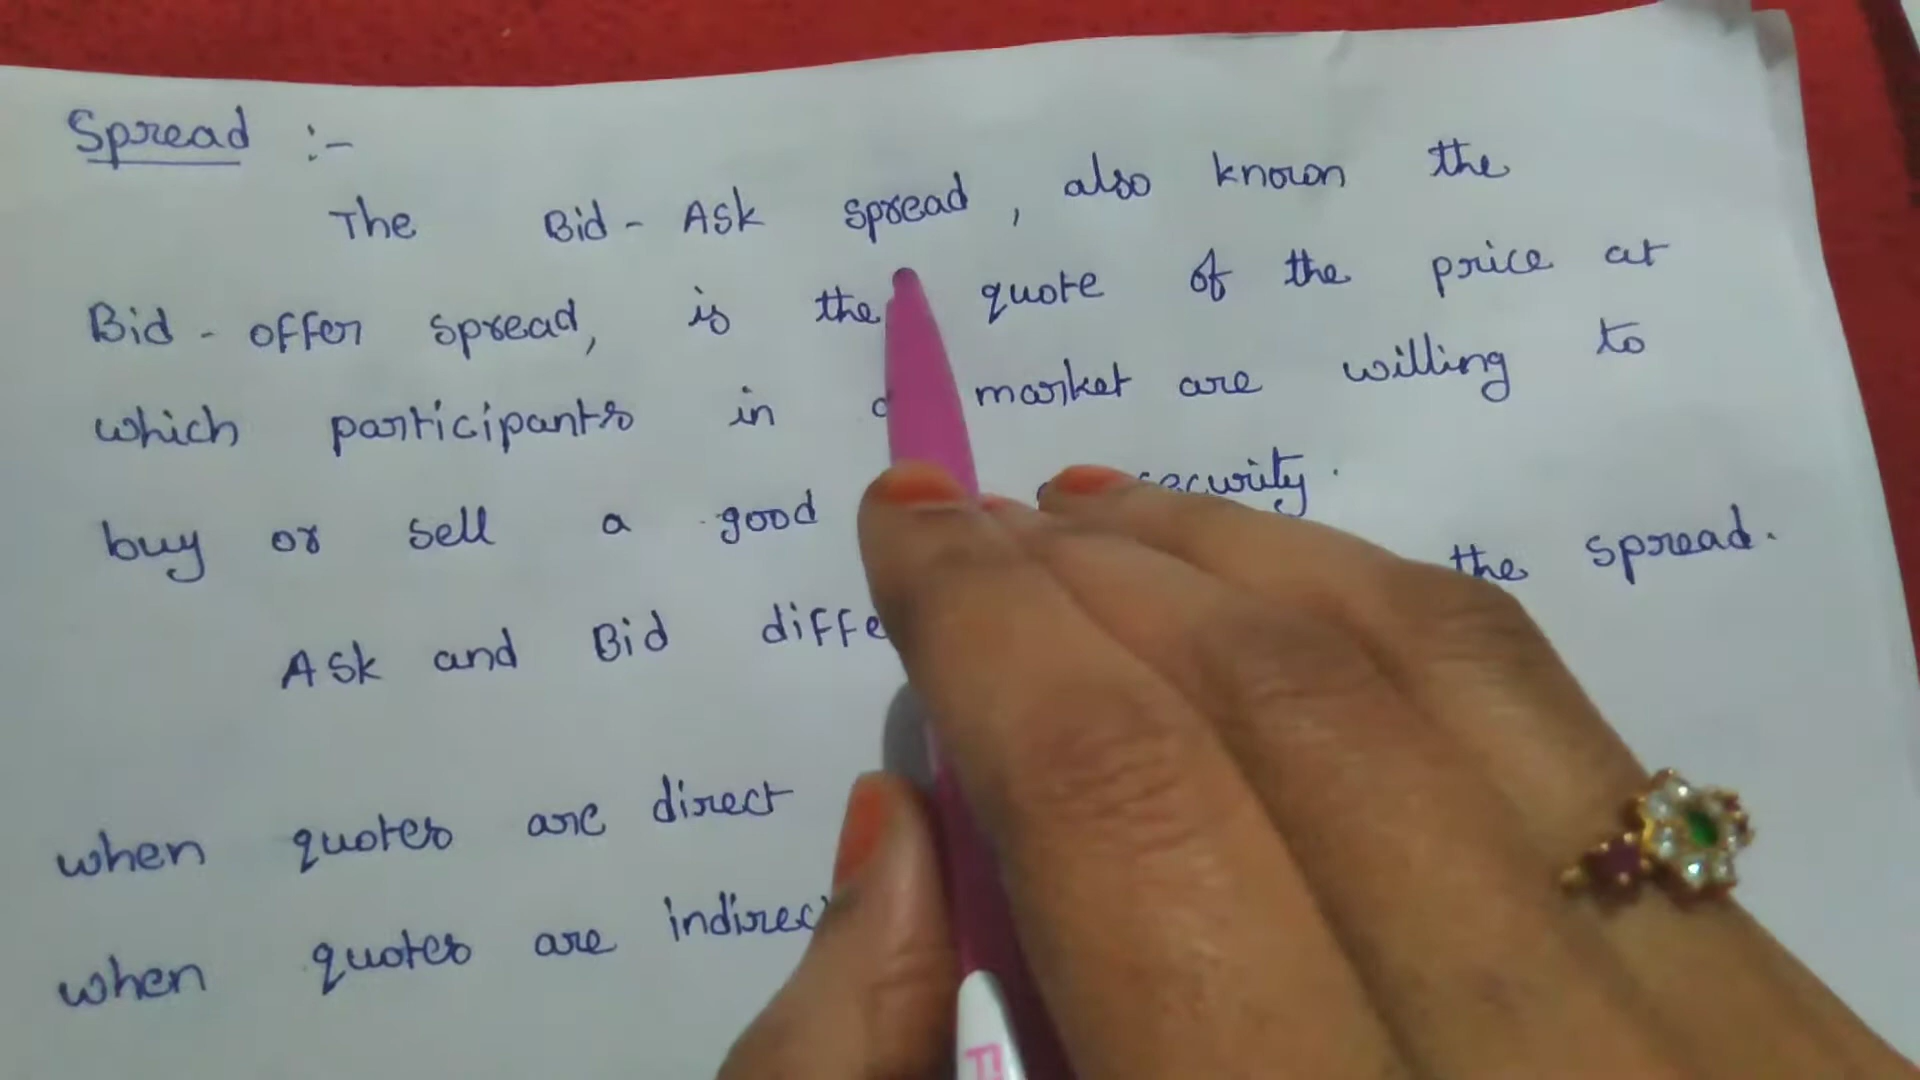 Spread :-
The Bid - Ask spread, also known the
Bid - offer spread, is the quote of the price at
which participants in market are willing to
buy or sell a good security.
Ask and Bid the spread.
when quotes are direct
when quotes are